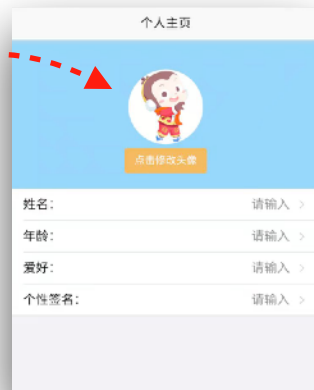 个人主页
点击修改头像
姓名: 请输入 >
年龄: 请输入 >
爱好: 请输入 >
个性签名: 请输入 >